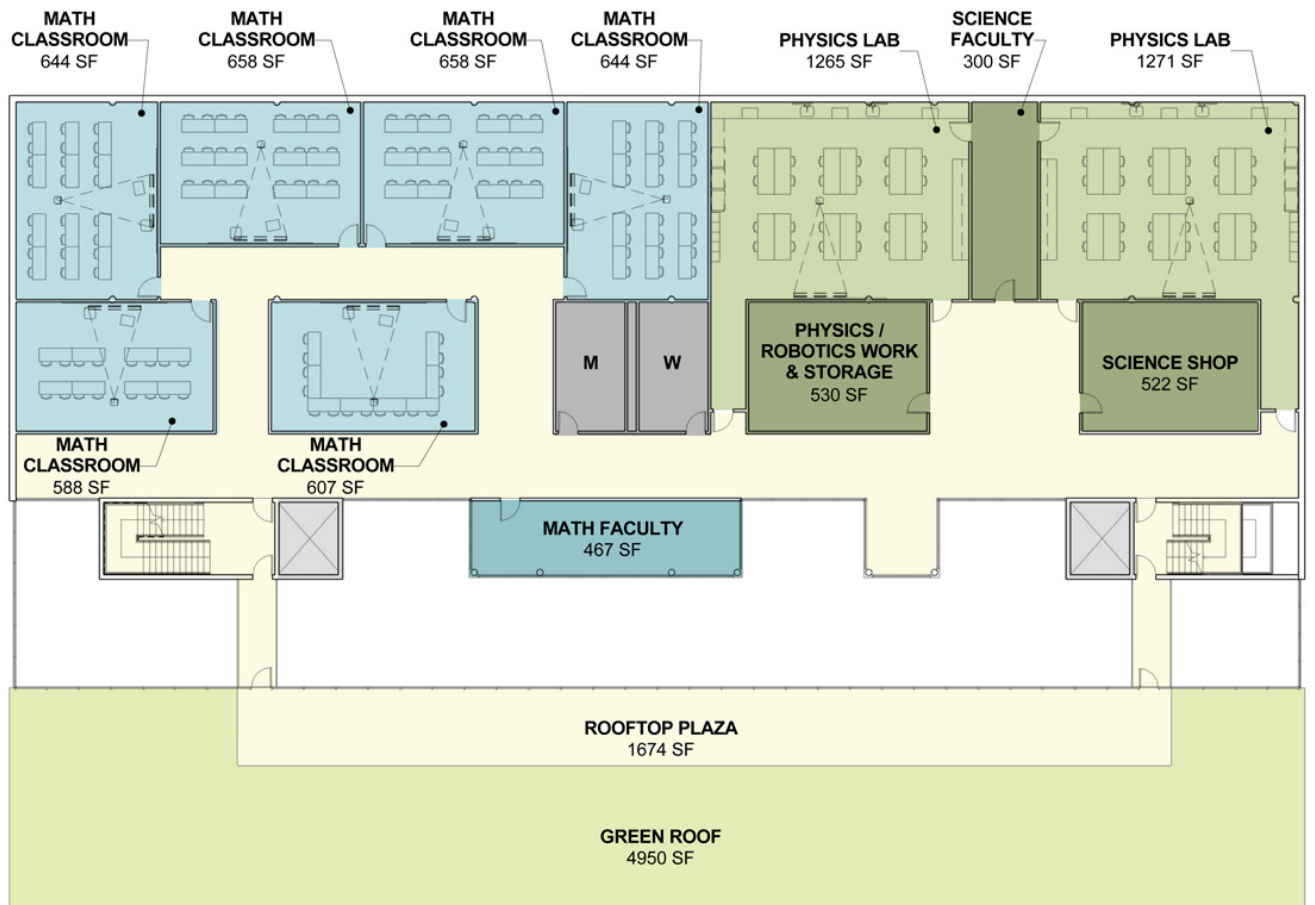 MATH
CLASSROOM
644 SF
MATH
CLASSROOM
658 SF
MATH
CLASSROOM
658 SF
MATH
CLASSROOM
644 SF
PHYSICS LAB
1265 SF
SCIENCE
FACULTY
300 SF
PHYSICS LAB
1271 SF
M
W
PHYSICS /
ROBOTICS WORK
& STORAGE
530 SF
SCIENCE SHOP
522 SF
MATH
CLASSROOM
588 SF
MATH
CLASSROOM
607 SF
MATH FACULTY
467 SF
ROOFTOP PLAZA
1674 SF
GREEN ROOF
4950 SF